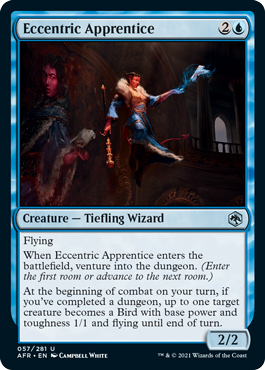 Eccentric Apprentice 2
Creature — Tiefling Wizard
Flying
When Eccentric Apprentice enters the
battlefield, venture into the dungeon. (Enter
the first room or advance to the next room.)
At the beginning of combat on your turn, if
you've completed a dungeon, up to one target
creature becomes a Bird with base power and
toughness 1/1 and flying until end of turn.
2/2
057/281 U
AFR • EN CAMPBELL WHITE
™ & © 2021 Wizards of the Coast